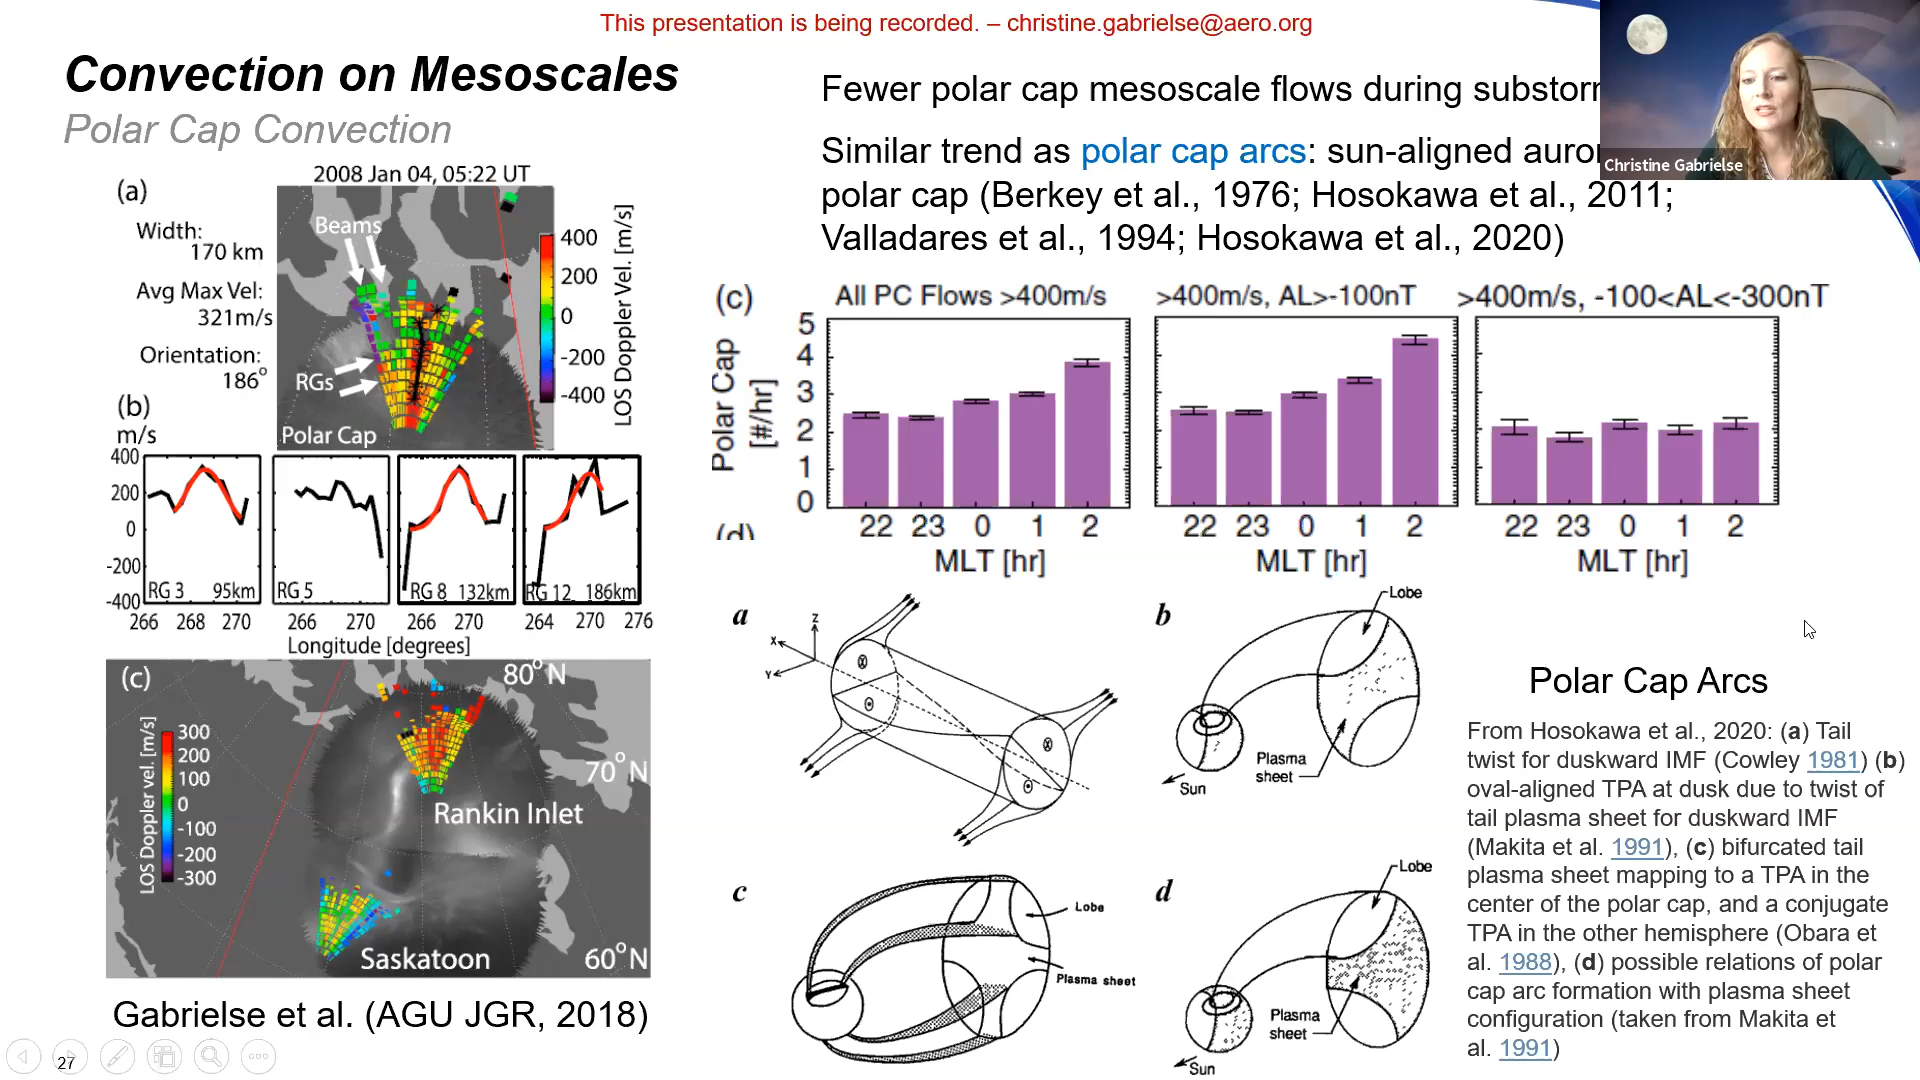 This presentation is being recorded. – christine.gabrielse@aero.org
Convection on Mesoscales
Polar Cap Convection
2008 Jan 04, 05:22 UT
(a)
Width:
170 km
Avg Max Vel:
321m/s
Orientation:
186°
Beams
RGs
Polar Cap
400
200
0
-200
-400
LOS Doppler Vel. [m/s]
(b)
m/s
400
200
0
-200
-400
RG 3 95km
RG 5
RG 8 132km
RG 12 186km
266 268 270
266 270
266 270
264 270 276
Longitude [degrees]
(c)
80° N
70° N
60° N
LOS Doppler vel. [m/s]
300
200
100
0
-100
-200
-300
Rankin Inlet
Saskatoon
Gabrielse et al. (AGU JGR, 2018)
27
Fewer polar cap mesoscale flows during
Similar trend as polar cap arcs: sun-aligned
polar cap (Berkey et al., 1976; Hosokawa et al., 2011;
Valladares et al., 1994; Hosokawa et al., 2020)
Christine Gabrielse
(c)
All PC Flows >400m/s
>400m/s, AL>-100nT
>400m/s, -100<AL<-300nT
Polar Cap
[#/hr]
5
4
3
2
1
0
22 23 0 1 2
MLT [hr]
22 23 0 1 2
MLT [hr]
22 23 0 1 2
MLT [hr]
(d)
a
Z
X
Y
b
Lobe
Plasma
sheet
Sun
c
Lobe
Plasma sheet
d
Lobe
Plasma
sheet
Sun
Polar Cap Arcs
From Hosokawa et al., 2020: (a) Tail
twist for duskward IMF (Cowley 1981) (b)
oval-aligned TPA at dusk due to twist of
tail plasma sheet for duskward IMF
(Makita et al. 1991), (c) bifurcated tail
plasma sheet mapping to a TPA in the
center of the polar cap, and a conjugate
TPA in the other hemisphere (Obara et
al. 1988), (d) possible relations of polar
cap arc formation with plasma sheet
configuration (taken from Makita et
al. 1991)